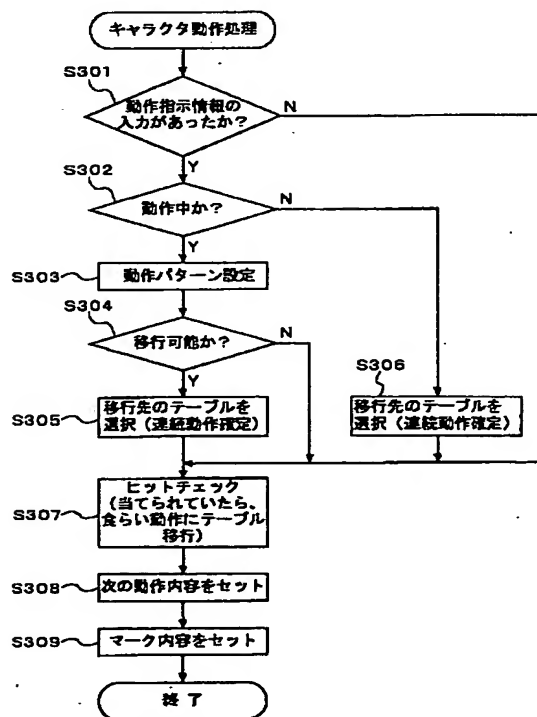 キャラクタ動作処理
S301
動作指示情報の
入力があったか?
N
Y
S302
動作中か?
N
Y
S303
動作パターン設定
S304
移行可能か?
N
Y
S306
S305
移行先のテーブルを
選択(連続動作確定)
移行先のテーブルを
選択(連続動作確定)
S307
ヒットチェック
(当てられていたら、
食らい動作にテーブル
移行)
S308
次の動作内容をセット
S309
マーク内容をセット
終了